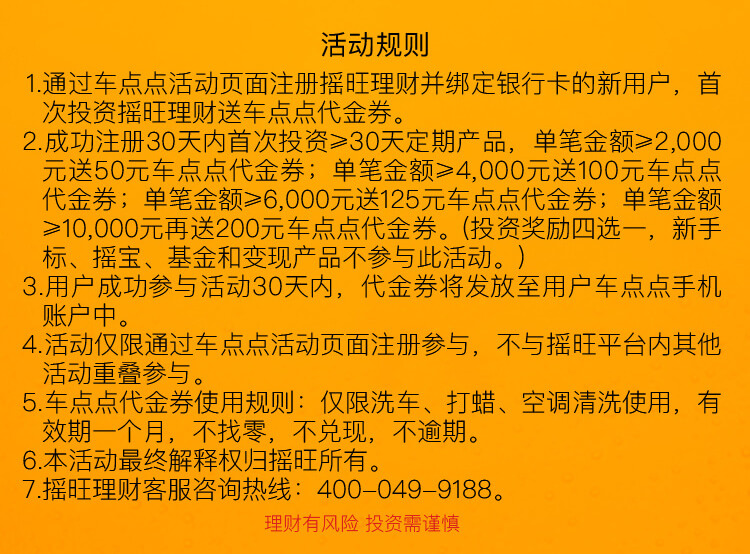 活动规则
1.通过车点点活动页面注册摇旺理财并绑定银行卡的新用户，首
次投资摇旺理财送车点点代金券。
2.成功注册30天内首次投资≥30天定期产品，单笔金额≥2,000
元送50元车点点代金券；单笔金额≥4,000元送100元车点点
代金券；单笔金额≥6,000元送125元车点点代金券；单笔金额
≥10,000元再送200元车点点代金券。(投资奖励四选一，新手
标、摇宝、基金和变现产品不参与此活动。)
3.用户成功参与活动30天内，代金券将发放至用户车点点手机
账户中。
4.活动仅限通过车点点活动页面注册参与，不与摇旺平台内其他
活动重叠参与。
5.车点点代金券使用规则：仅限洗车、打蜡、空调清洗使用，有
效期一个月，不找零，不兑现，不逾期。
6.本活动最终解释权归摇旺所有。
7.摇旺理财客服咨询热线：400-049-9188。
理财有风险 投资需谨慎